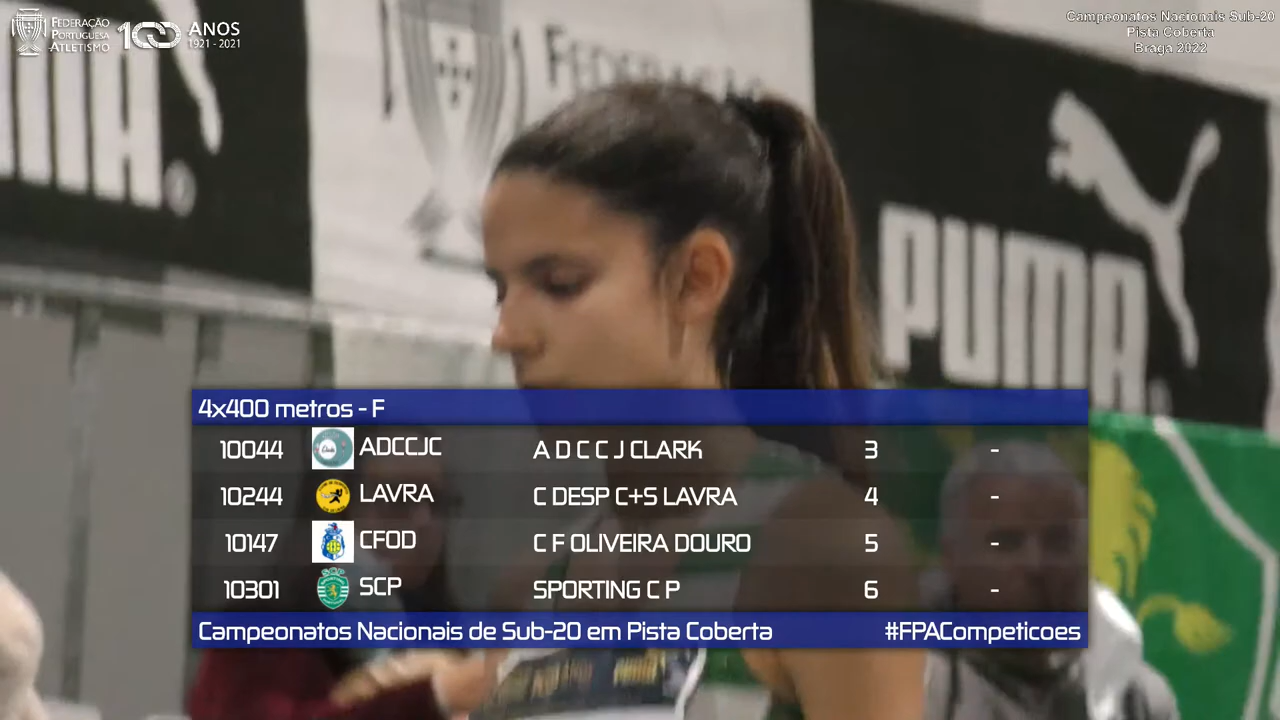 FEDERAÇÃO
PORTUGUESA
ATLETISMO
100 ANOS
1921 - 2021
Campeonatos Nacionais Sub-20
Pista Coberta
Braga 2022
FEDERAÇÃO
PUMA
4x400 metros - F
10044 ADCCJC A D C C J CLARK 3 -
10244 LAVRA C DESP C+S LAVRA 4 -
10147 CFOD C F OLIVEIRA DOURO 5 -
10301 SCP SPORTING C P 6 -
Campeonatos Nacionais de Sub-20 em Pista Coberta #FPACompeticoes